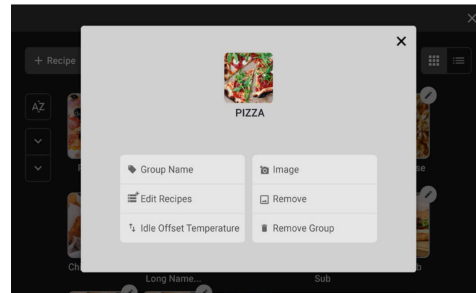 + Recipe
AZ
PIZZA
Group Name
Image
Edit Recipes
Remove
Idle Offset Temperature
Remove Group
Long Name...
Sub